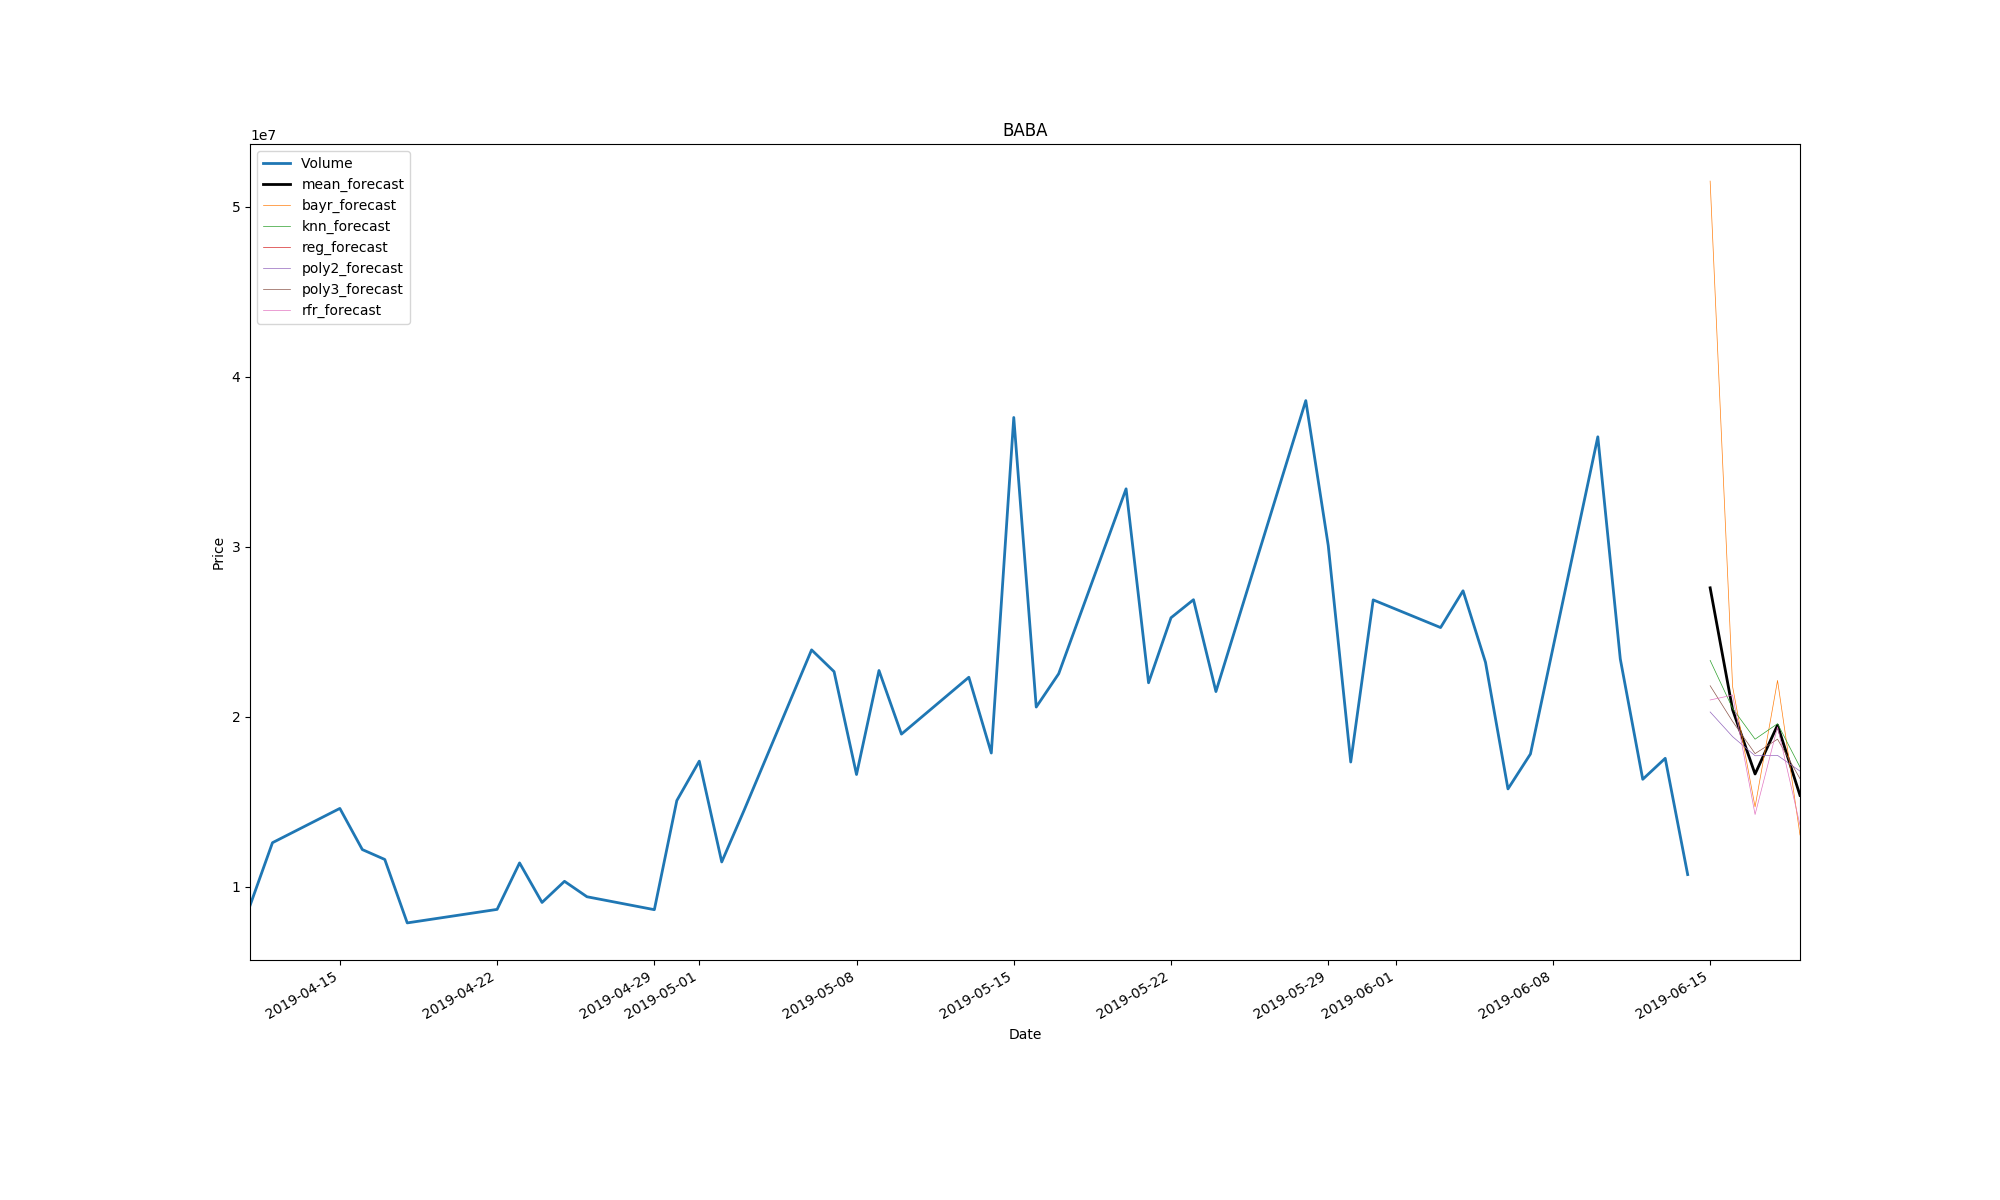 BABA
1e7
Volume
mean_forecast
bayr_forecast
knn_forecast
reg_forecast
poly2_forecast
poly3_forecast
rfr_forecast
5
4
3
2
1
Price
2019-04-15
2019-04-22
2019-04-29
2019-05-01
2019-05-08
2019-05-15
2019-05-22
2019-05-29
2019-06-01
2019-06-08
2019-06-15
Date